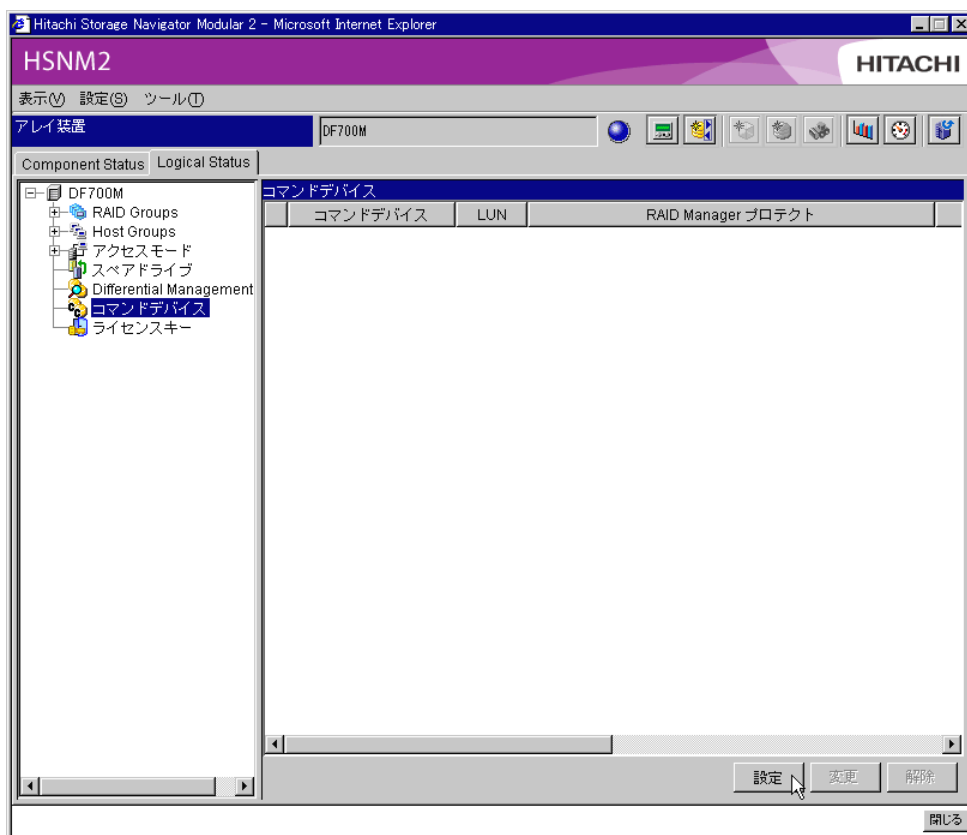 Hitachi Storage Navigator Modular 2 - Microsoft Internet Explorer
HSNM2
HITACHI
表示(V) 設定(S) ツール(T)
アレイ装置 DF700M
Component Status Logical Status
DF700M
RAID Groups
Host Groups
アクセスモード
スペアドライブ
Differential Management
コマンドデバイス
ライセンスキー
コマンドデバイス
コマンドデバイス LUN RAID Manager プロテクト
設定 変更 解除
閉じる